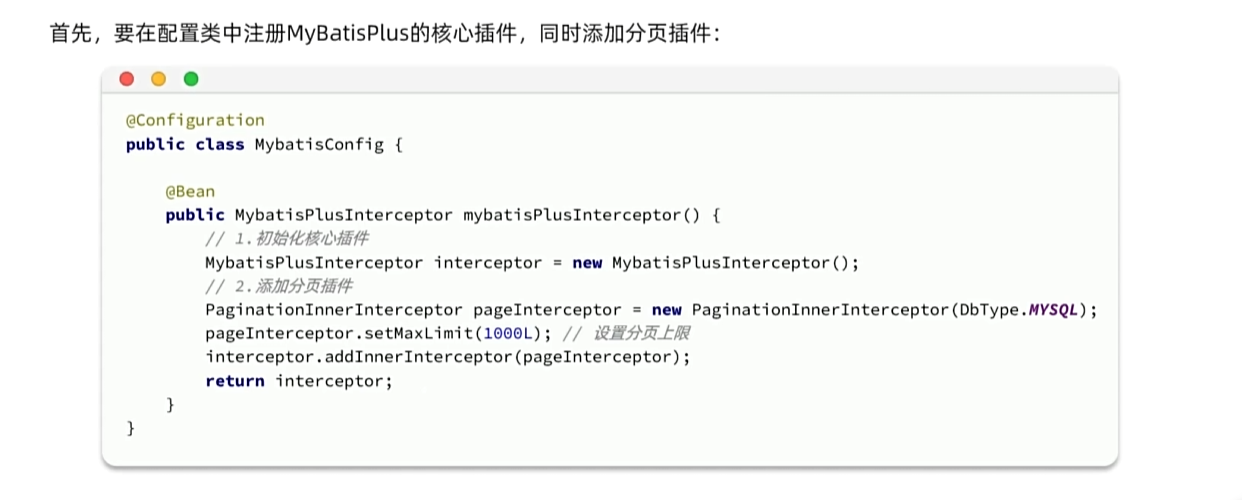 首先，要在配置类中注册MyBatisPlus的核心插件，同时添加分页插件：
@Configuration
public class MybatisConfig {
@Bean
public MybatisPlusInterceptor mybatisPlusInterceptor() {
// 1.初始化核心插件
MybatisPlusInterceptor interceptor = new MybatisPlusInterceptor();
// 2.添加分页插件
PaginationInnerInterceptor pageInterceptor = new PaginationInnerInterceptor(DbType.MYSQL);
pageInterceptor.setMaxLimit(1000L); // 设置分页上限
interceptor.addInnerInterceptor(pageInterceptor);
return interceptor;
}
}